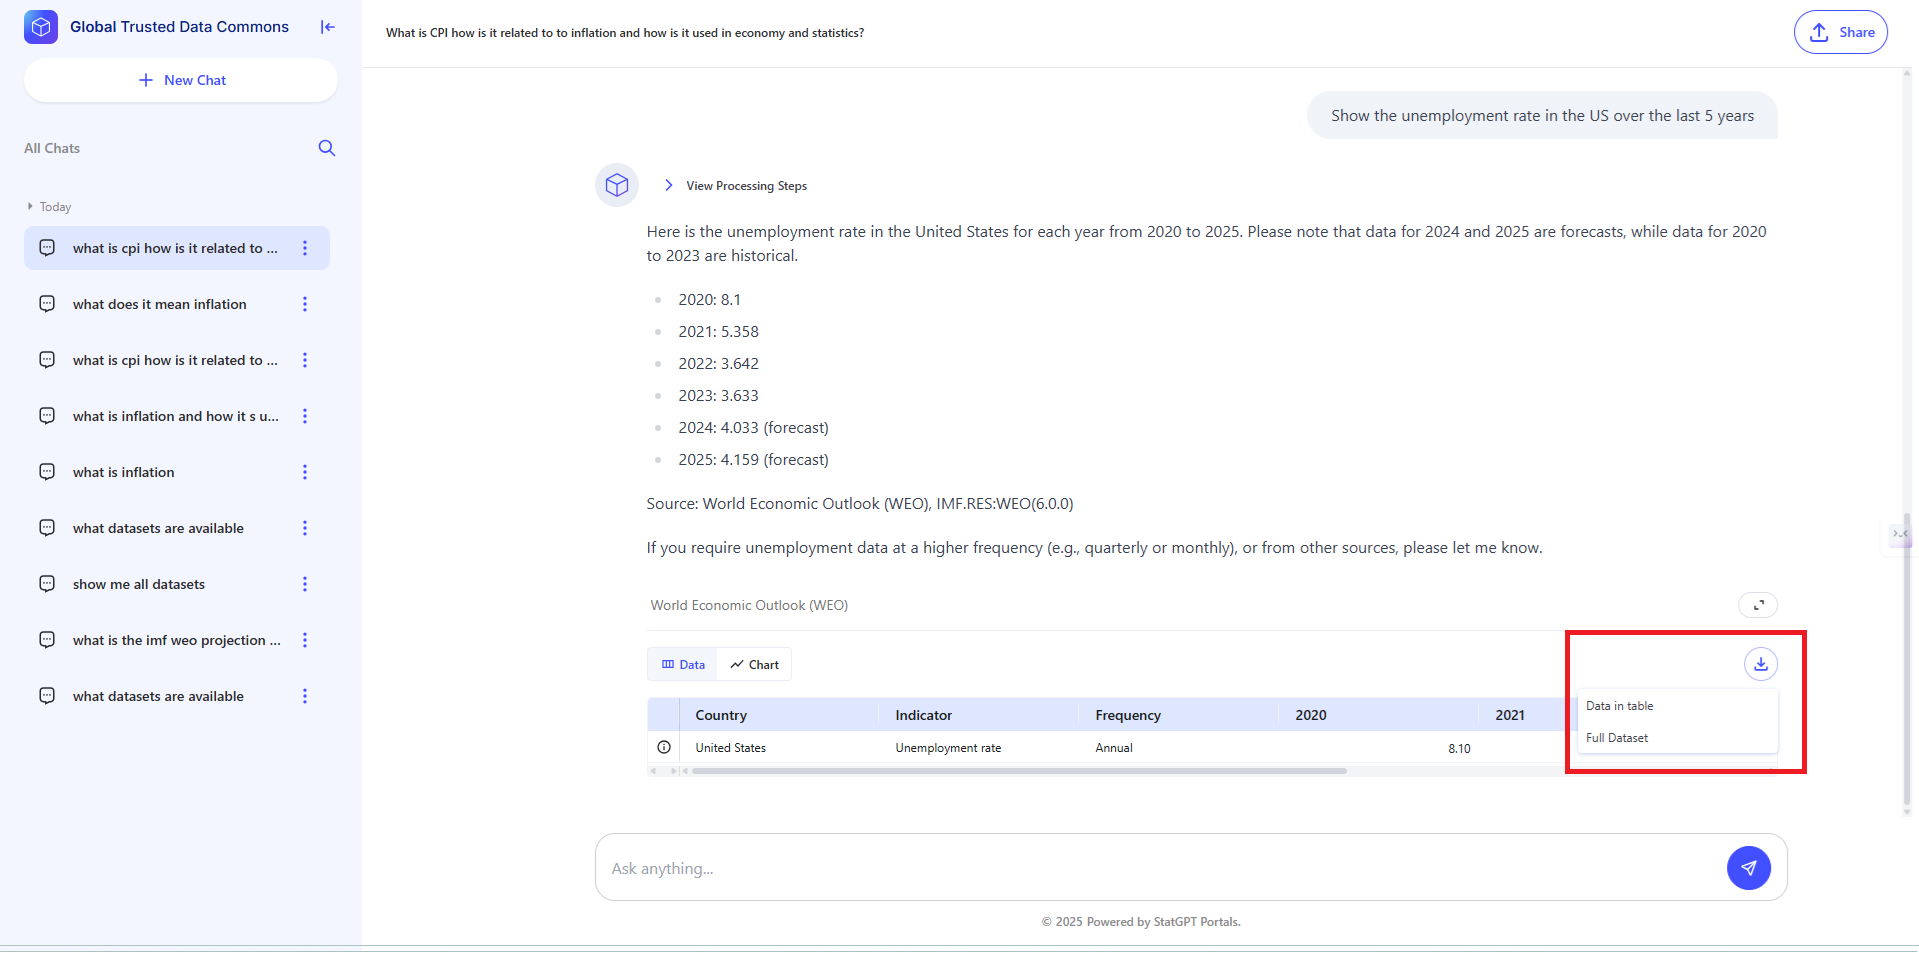 Global Trusted Data Commons
New Chat
All Chats
Today
what is cpi how is it related to ...
what does it mean inflation
what is cpi how is it related to ...
what is inflation and how it s u...
what is inflation
what datasets are available
show me all datasets
what is the imf weo projection ...
what datasets are available
What is CPI how is it related to to inflation and how is it used in economy and statistics?
Share
Show the unemployment rate in the US over the last 5 years
View Processing Steps
Here is the unemployment rate in the United States for each year from 2020 to 2025. Please note that data for 2024 and 2025 are forecasts, while data for 2020
to 2023 are historical.
2020: 8.1
2021: 5.358
2022: 3.642
2023: 3.633
2024: 4.033 (forecast)
2025: 4.159 (forecast)
Source: World Economic Outlook (WEO), IMF.RES:WEO(6.0.0)
If you require unemployment data at a higher frequency (e.g., quarterly or monthly), or from other sources, please let me know.
World Economic Outlook (WEO)
Data Chart
Country Indicator Frequency 2020 2021
United States Unemployment rate Annual 8.10
Data in table
Full Dataset
Ask anything...
© 2025 Powered by StatGPT Portals.